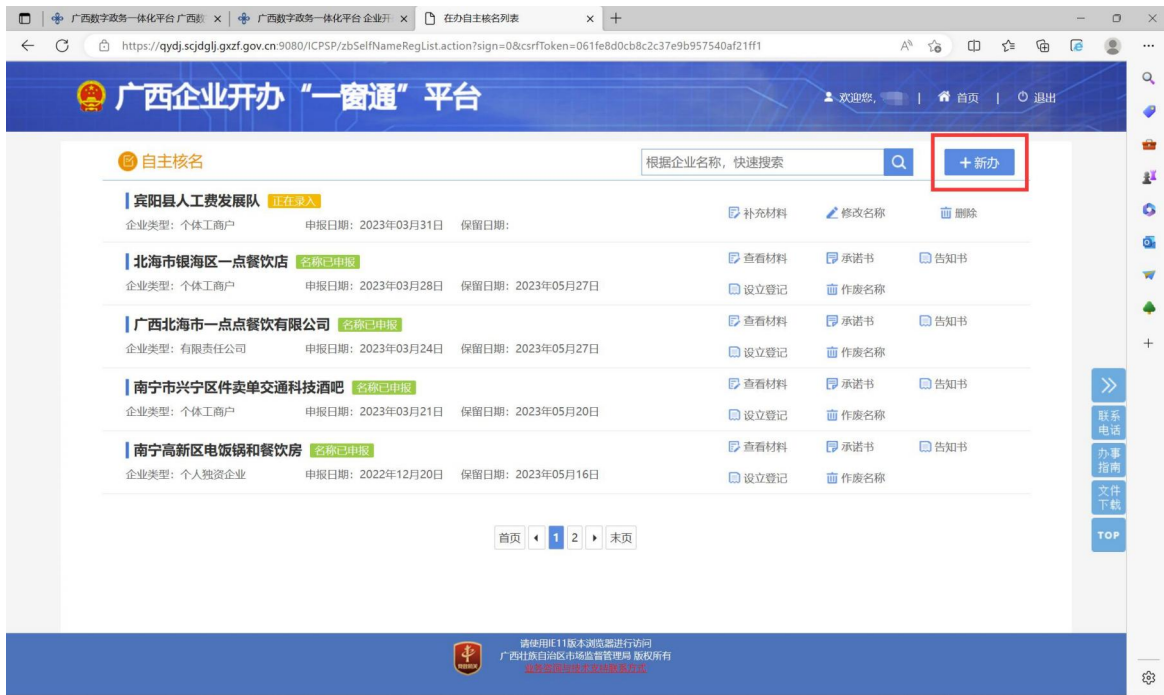 广西数字政务一体化平台 广西数
广西数字政务一体化平台 企业开
在办自主核名列表
https://qydj.scjdglj.gxzf.gov.cn:9080/ICPSP/zbSelfNameRegList.action?sign=0&csrfToken=061fe8d0cb8c2c37e9b957540af21ff1
广西企业开办“一窗通”平台
欢迎您, | 首页 | 退出
自主核名
根据企业名称，快速搜索
+新办
宾阳县人工费发展队 正在录入
企业类型：个体工商户 申报日期：2023年03月31日 保留日期：
补充材料 修改名称 删除
北海市银海区一点餐饮店 名称已申报
企业类型：个体工商户 申报日期：2023年03月28日 保留日期：2023年05月27日
查看材料 承诺书 告知书
设立登记 作废名称
广西北海市一点点餐饮有限公司 名称已申报
企业类型：有限责任公司 申报日期：2023年03月24日 保留日期：2023年05月27日
查看材料 承诺书 告知书
设立登记 作废名称
南宁市兴宁区件卖单交通科技酒吧 名称已申报
企业类型：个体工商户 申报日期：2023年03月21日 保留日期：2023年05月20日
查看材料 承诺书 告知书
设立登记 作废名称
南宁高新区电饭锅和餐饮房 名称已申报
企业类型：个人独资企业 申报日期：2022年12月20日 保留日期：2023年05月16日
查看材料 承诺书 告知书
设立登记 作废名称
首页 1 2 末页
联系
电话
办事
指南
文件
下载
TOP
请使用IE11版本浏览器进行访问
广西壮族自治区市场监督管理局 版权所有